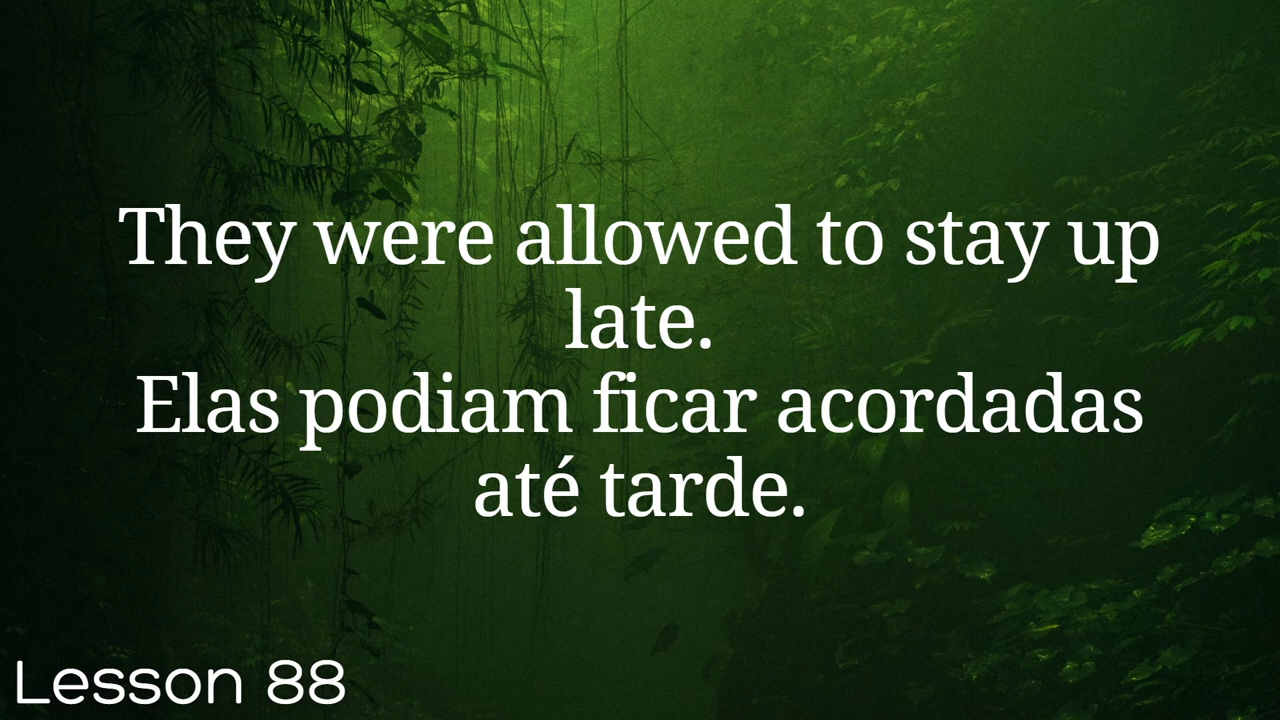 They were allowed to stay up
late.
Elas podiam ficar acordadas
até tarde.
Lesson 88